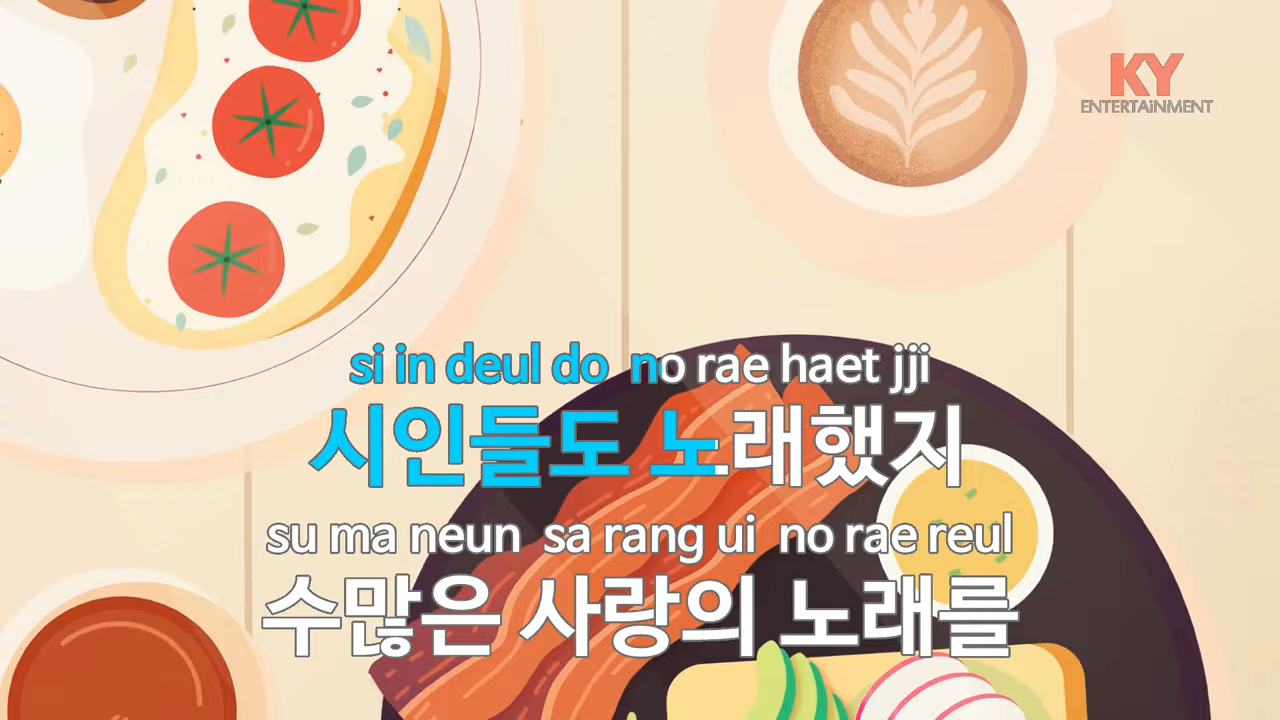 KY
ENTERTAiNMENT
si in deul do no rae haet jji
시인들도 노래했지
su ma neun sa rang ui no rae reul
수많은 사랑의 노래를